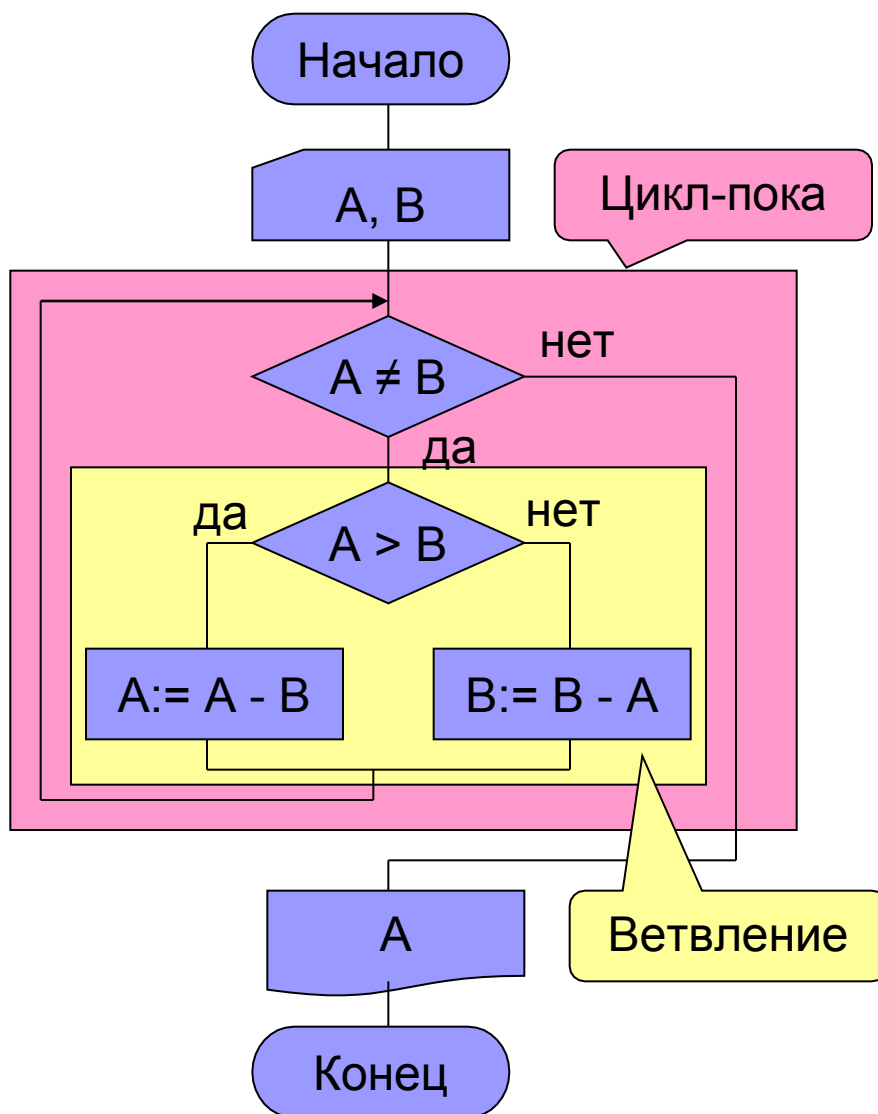 Начало
A, B
Цикл-пока
A ≠ B
нет
да
A > B
да
нет
A:= A - B
B:= B - A
A
Ветвление
Конец